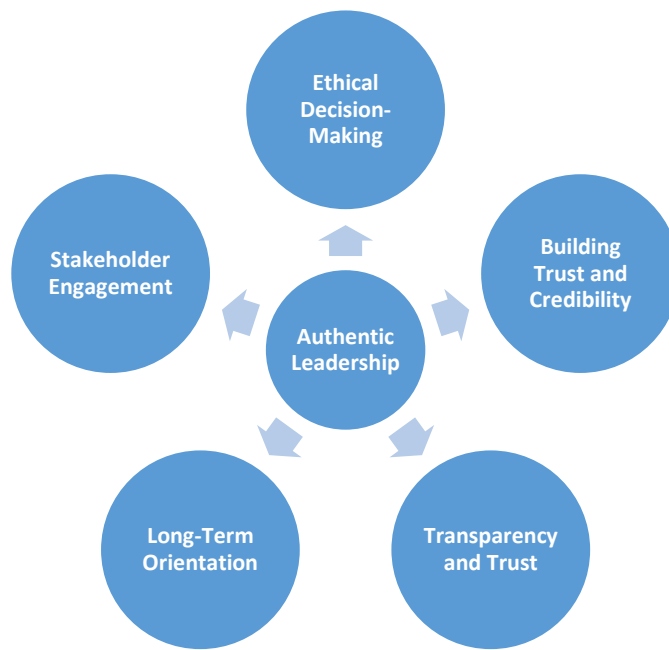 Ethical
Decision-
Making
Stakeholder
Engagement
Building
Trust and
Credibility
Authentic
Leadership
Long-Term
Orientation
Transparency
and Trust